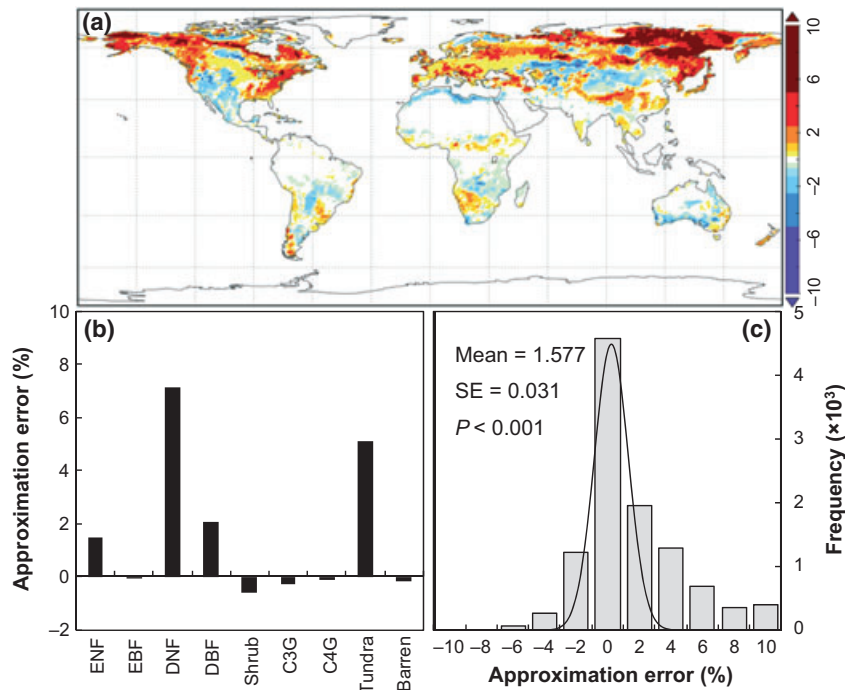 (a)
10
6
2
−2
−6
−10
(b)
Approximation error (%)
10
8
6
4
2
0
−2
ENF
EBF
DNF
DBF
Shrub
C3G
C4G
Tundra
Barren
(c)
Mean = 1.577
SE = 0.031
P < 0.001
5
4
3
2
1
0
Frequency (×10³)
−10 −8 −6 −4 −2 0 2 4 6 8 10
Approximation error (%)